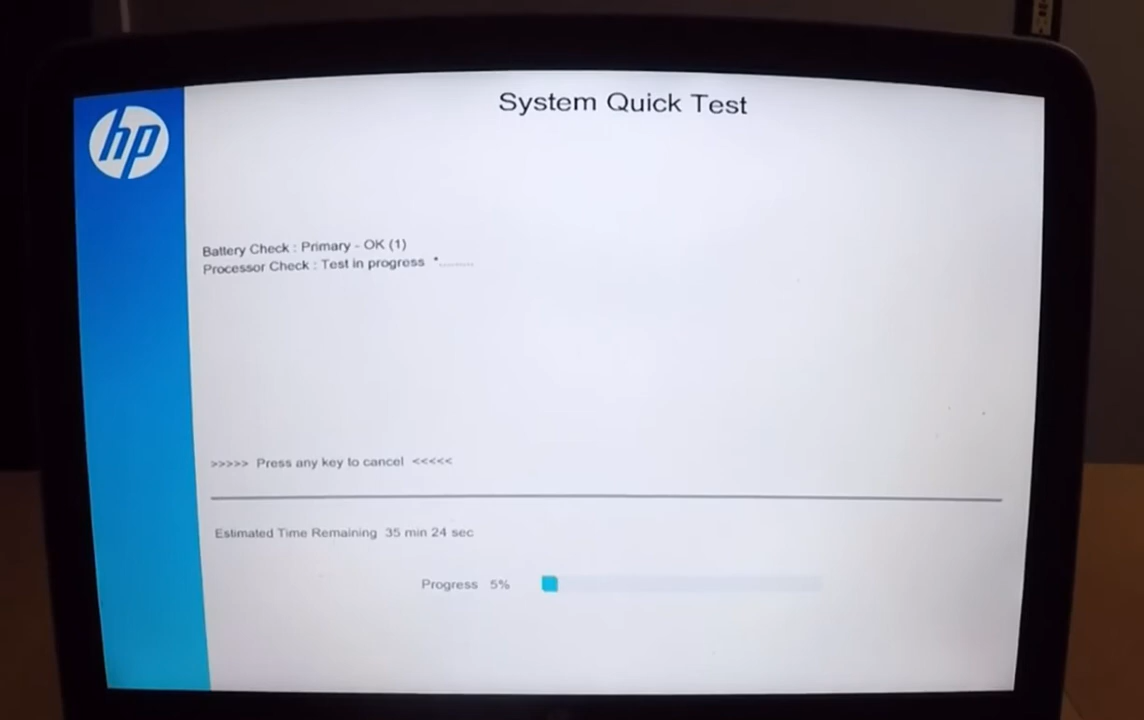 hp
System Quick Test
Battery Check : Primary - OK (1)
Processor Check : Test in progress *..........
>>>>> Press any key to cancel <<<<<
Estimated Time Remaining 35 min 24 sec
Progress 5%